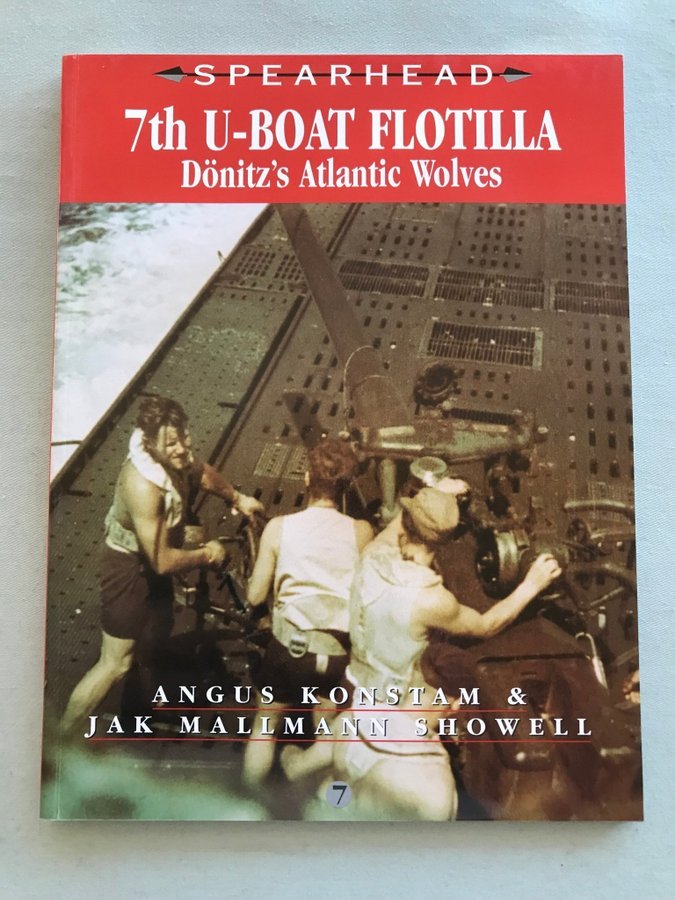 SPEARHEAD
7th U-BOAT FLOTILLA
Dönitz's Atlantic Wolves
ANGUS KONSTAM &
JAK MALLMANN SHOWELL
7